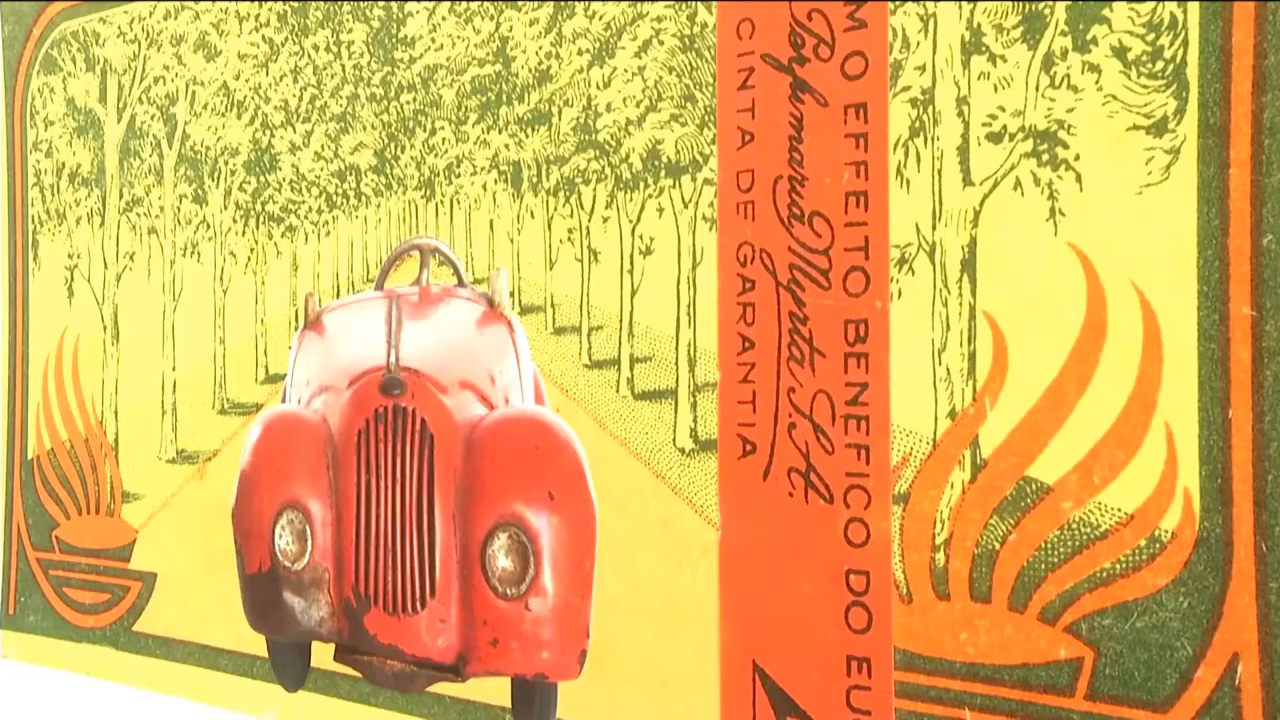 MO EFFEITO BENEFICO DO EU
Perfumaria Myrta S.A.
CINTA DE GARANTIA